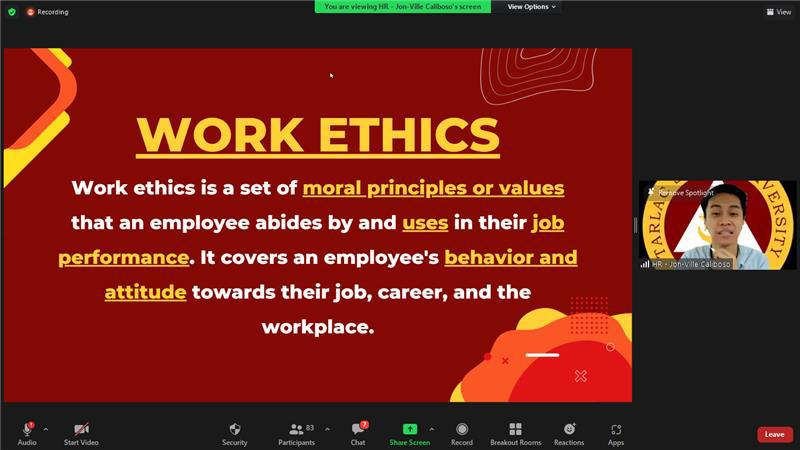 Recording
You are viewing HR - Jon-Ville Caliboso's screen
View Options
View
WORK ETHICS
Work ethics is a set of moral principles or values
that an employee abides by and uses in their job
performance. It covers an employee's behavior and
attitude towards their job, career, and the
workplace.
Remove Spotlight
HR - Jon-Ville Caliboso
1
Audio
Start Video
Security
83
Participants
7
Chat
Share Screen
Record
Breakout Rooms
Reactions
Apps
Leave